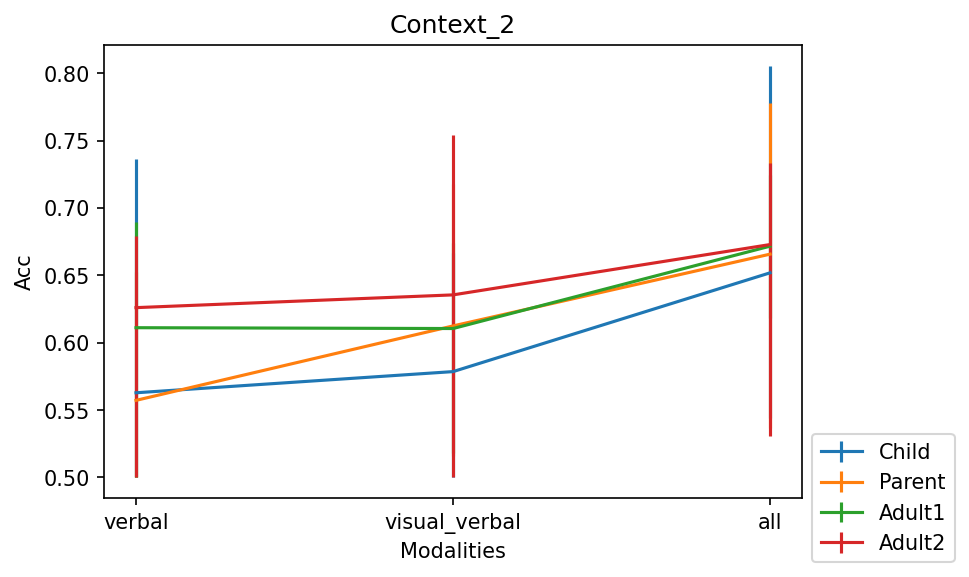 Context_2
0.80
0.75
0.70
0.65
0.60
0.55
0.50
Acc
verbal visual_verbal all
Modalities
Child
Parent
Adult1
Adult2